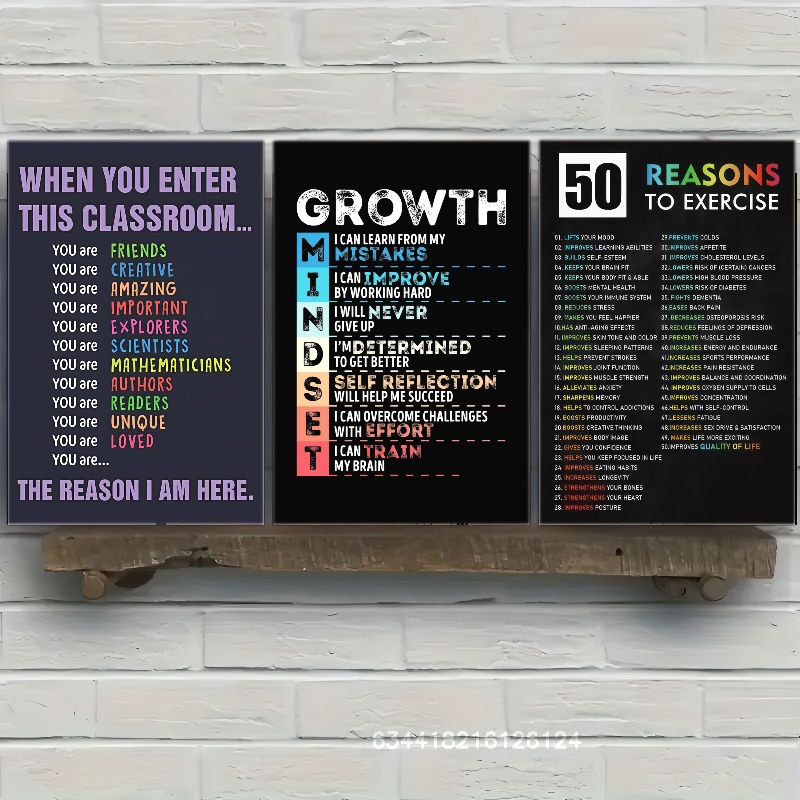 WHEN YOU ENTER
THIS CLASSROOM...
YOU are FRIENDS
YOU are CREATIVE
YOU are AMAZING
YOU are IMPORTANT
YOU are EXPLORERS
YOU are SCIENTISTS
YOU are MATHEMATICIANS
YOU are AUTHORS
YOU are READERS
YOU are UNIQUE
YOU are LOVED
YOU are...
THE REASON I AM HERE.
GROWTH
M I CAN LEARN FROM MY
MISTAKES
I I CAN IMPROVE
BY WORKING HARD
N I WILL NEVER
GIVE UP
D I'M DETERMINED
TO GET BETTER
S SELF REFLECTION
WILL HELP ME SUCCEED
E I CAN OVERCOME CHALLENGES
WITH EFFORT
T I CAN TRAIN
MY BRAIN
50 REASONS
TO EXERCISE
01. LIFTS YOUR MOOD
02. IMPROVES LEARNING ABILITIES
03. BUILDS SELF-ESTEEM
04. KEEPS YOUR BRAIN FIT
05. KEEPS YOUR BODY FIT & ABLE
06. BOOSTS MENTAL HEALTH
07. BOOSTS YOUR IMMUNE SYSTEM
08. REDUCES STRESS
09. MAKES YOU FEEL HAPPIER
10.HAS ANTI-AGING EFFECTS
11. IMPROVES SKIN TONE AND COLOR
12. IMPROVES SLEEPING PATTERNS
13. HELPS PREVENT STROKES
14. IMPROVES JOINT FUNCTION
15. IMPROVES MUSCLE STRENGTH
16. ALLEVIATES ANXIETY
17. SHARPENS MEMORY
18. HELPS TO CONTROL ADDICTIONS
19. BOOSTS PRODUCTIVITY
20.BOOSTS CREATIVE THINKING
21. IMPROVES BODY IMAGE
22. GIVES YOU CONFIDENCE
23. HELPS YOU KEEP FOCUSED IN LIFE
24. IMPROVES EATING HABITS
25. INCREASES LONGEVITY
26. STRENGTHENS YOUR BONES
27. STRENGTHENS YOUR HEART
28. IMPROVES POSTURE
29.PREVENTS COLDS
30.IMPROVES APPETITE
31. IMPROVES CHOLESTEROL LEVELS
32.LOWERS RISK OF (CERTAIN) CANCERS
33.LOWERS HIGH BLOOD PRESSURE
34.LOWERS RISK OF DIABETES
35. FIGHTS DEMENTIA
36.EASES BACK PAIN
37. DECREASES OSTEOPOROSIS RISK
38.REDUCES FEELINGS OF DEPRESSION
39.PREVENTS MUSCLE LOSS
40.INCREASES ENERGY AND ENDURANCE
41.INCREASES SPORTS PERFORMANCE
42.INCREASES PAIN RESISTANCE
43. IMPROVES BALANCE AND COORDINATION
44.IMPROVES OXYGEN SUPPLY TO CELLS
45.IMPROVES CONCENTRATION
46.HELPS WITH SELF-CONTROL
47.LESSENS FATIGUE
48.INCREASES SEX DRIVE & SATISFACTION
49. MAKES LIFE MORE EXCITING
50.IMPROVES QUALITY OF LIFE
634418216126124